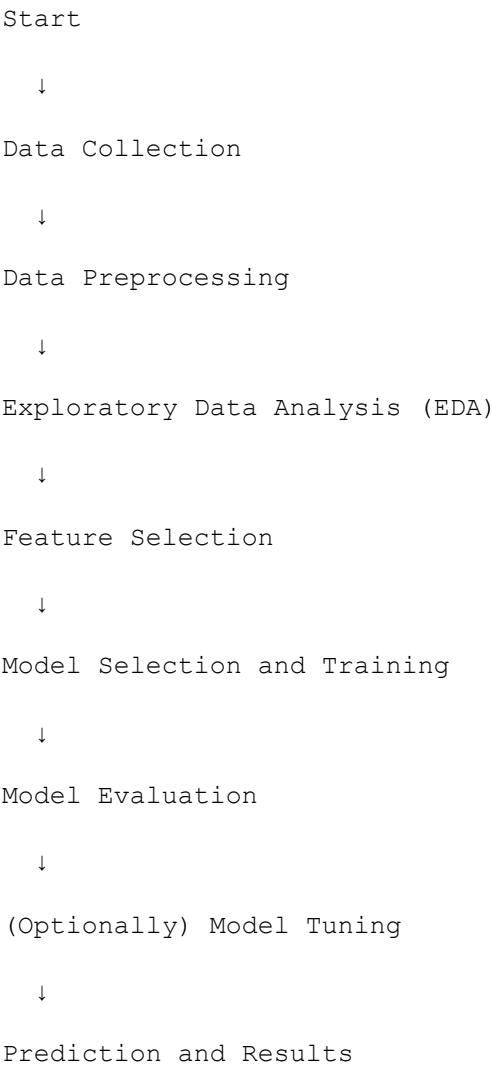 Start
↓
Data Collection
↓
Data Preprocessing
↓
Exploratory Data Analysis (EDA)
↓
Feature Selection
↓
Model Selection and Training
↓
Model Evaluation
↓
(Optionally) Model Tuning
↓
Prediction and Results